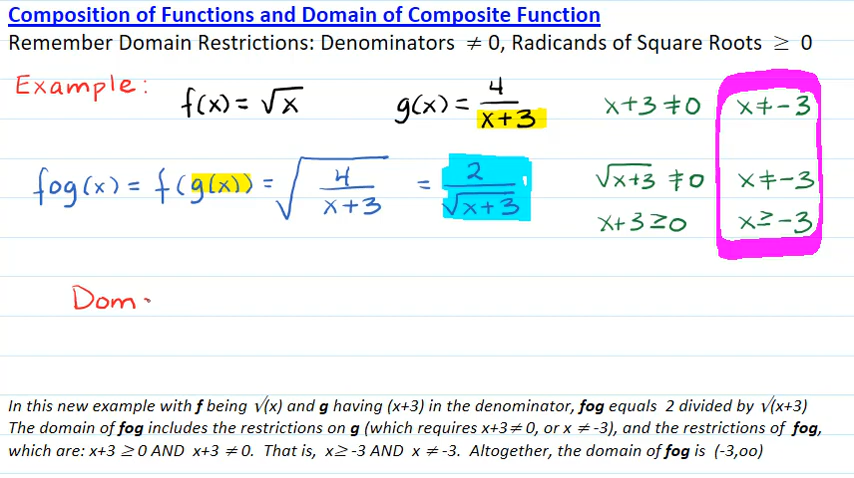 Composition of Functions and Domain of Composite Function
Remember Domain Restrictions: Denominators ≠ 0, Radicands of Square Roots ≥ 0
Example: f(x) = √x g(x) = 4/(x+3) x+3 ≠ 0 x ≠ -3
fog(x) = f(g(x)) = √(4/(x+3)) = 2/√(x+3) √(x+3) ≠ 0 x ≠ -3
x+3 ≥ 0 x ≥ -3
Dom
In this new example with f being √(x) and g having (x+3) in the denominator, fog equals 2 divided by √(x+3)
The domain of fog includes the restrictions on g (which requires x+3 ≠ 0, or x ≠ -3), and the restrictions of fog,
which are: x+3 ≥ 0 AND x+3 ≠ 0. That is, x ≥ -3 AND x ≠ -3. Altogether, the domain of fog is (-3,oo)